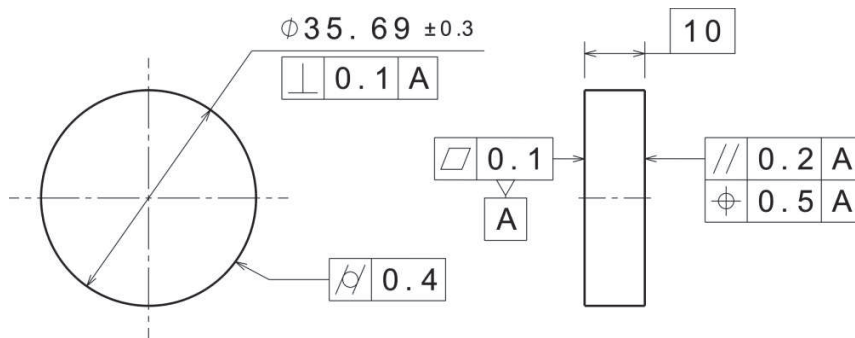 ⌀35.69 ±0.3
⊥ 0.1 A
10
⏥ 0.1
A
// 0.2 A
⌖ 0.5 A
⌭ 0.4